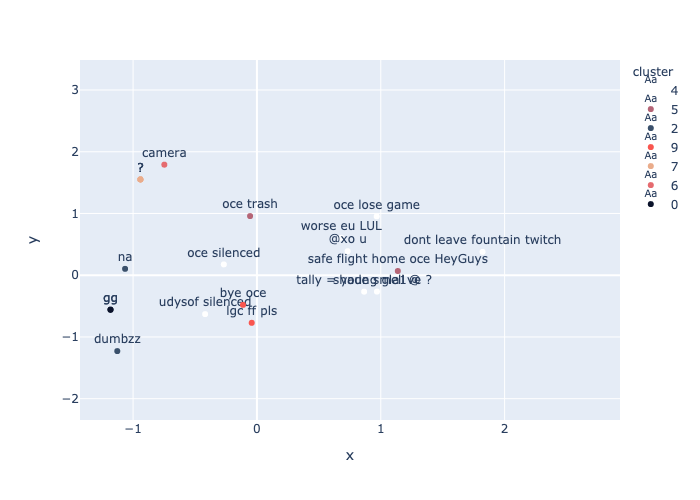 cluster
Aa 4
Aa 5
Aa 2
Aa 9
Aa 7
Aa 6
Aa 0
3
2
1
0
−1
−2
y
camera
?
oce trash
oce lose game
worse eu LUL
@xo u
dont leave fountain twitch
oce silenced
na
safe flight home oce HeyGuys
tally =
?
bye oce
gg
udysof silenced
lgc ff pls
dumbzz
−1
0
1
2
x